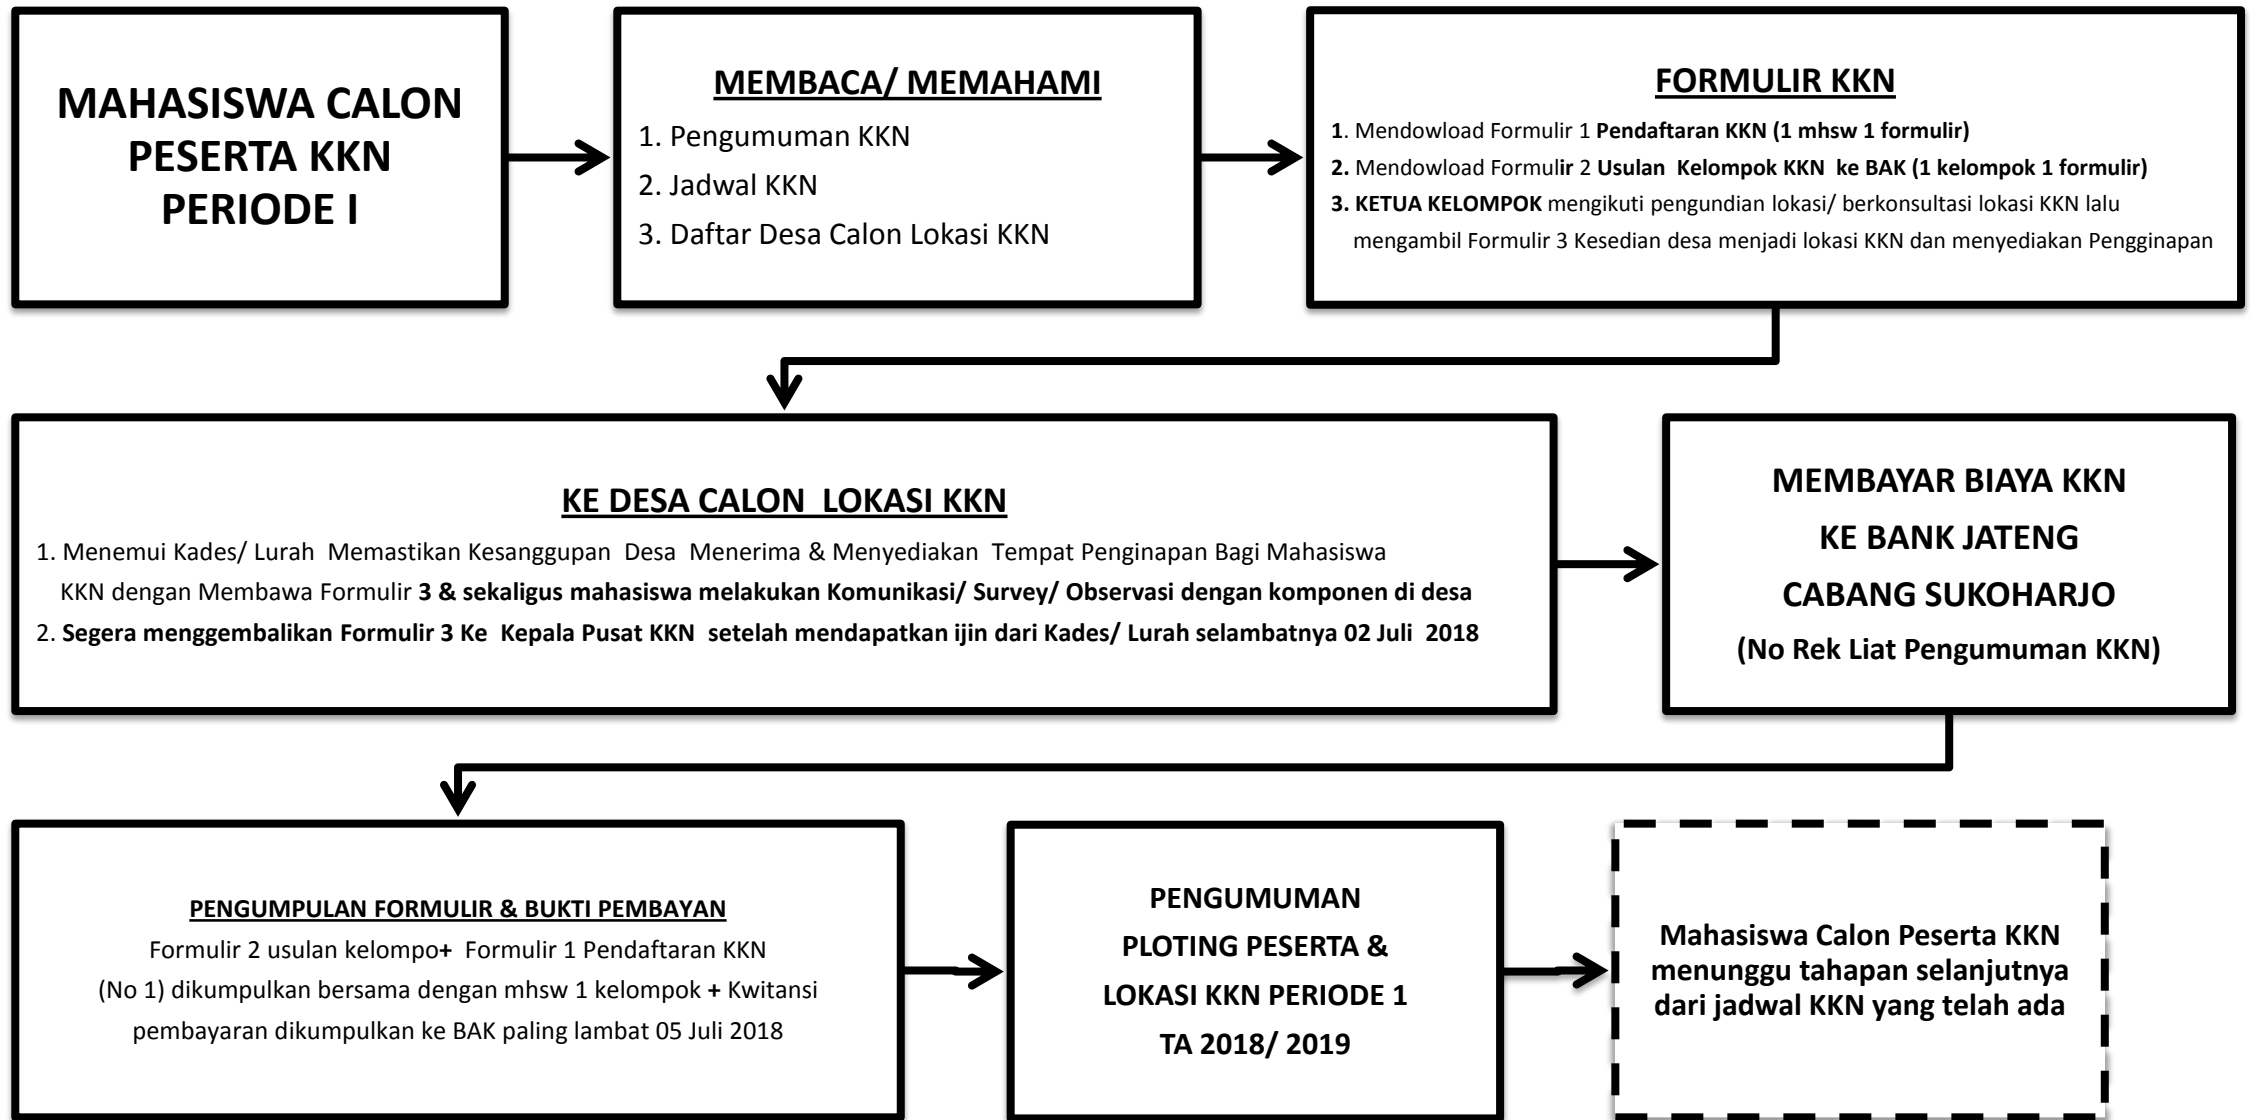 MAHASISWA CALON
PESERTA KKN
PERIODE I
MEMBACA/ MEMAHAMI
1. Pengumuman KKN
2. Jadwal KKN
3. Daftar Desa Calon Lokasi KKN
FORMULIR KKN
1. Mendowload Formulir 1 Pendaftaran KKN (1 mhsw 1 formulir)
2. Mendowload Formulir 2 Usulan Kelompok KKN ke BAK (1 kelompok 1 formulir)
3. KETUA KELOMPOK mengikuti pengundian lokasi/ berkonsultasi lokasi KKN lalu
mengambil Formulir 3 Kesedian desa menjadi lokasi KKN dan menyediakan Pengginapan
KE DESA CALON LOKASI KKN
1. Menemui Kades/ Lurah Memastikan Kesanggupan Desa Menerima & Menyediakan Tempat Penginapan Bagi Mahasiswa
KKN dengan Membawa Formulir 3 & sekaligus mahasiswa melakukan Komunikasi/ Survey/ Observasi dengan komponen di desa
2. Segera menggembalikan Formulir 3 Ke Kepala Pusat KKN setelah mendapatkan ijin dari Kades/ Lurah selambatnya 02 Juli 2018
MEMBAYAR BIAYA KKN
KE BANK JATENG
CABANG SUKOHARJO
(No Rek Liat Pengumuman KKN)
PENGUMPULAN FORMULIR & BUKTI PEMBAYAN
Formulir 2 usulan kelompo+ Formulir 1 Pendaftaran KKN
(No 1) dikumpulkan bersama dengan mhsw 1 kelompok + Kwitansi
pembayaran dikumpulkan ke BAK paling lambat 05 Juli 2018
PENGUMUMAN
PLOTING PESERTA &
LOKASI KKN PERIODE 1
TA 2018/ 2019
Mahasiswa Calon Peserta KKN
menunggu tahapan selanjutnya
dari jadwal KKN yang telah ada